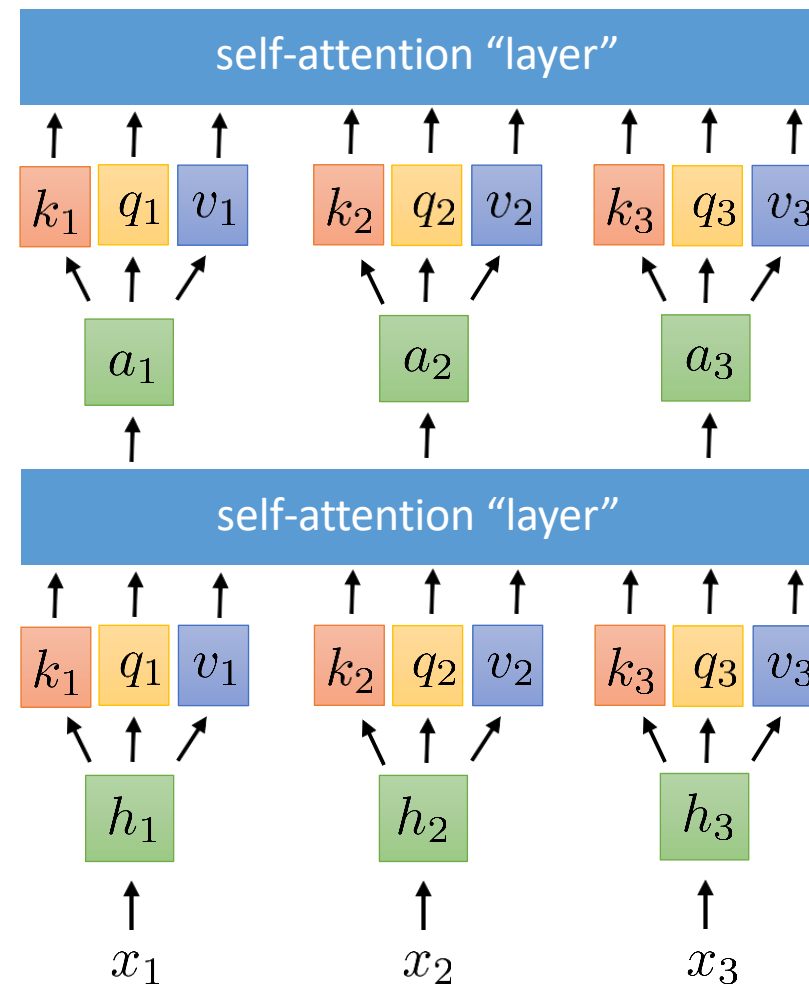 self-attention “layer”
k₁ q₁ v₁ k₂ q₂ v₂ k₃ q₃ v₃
a₁ a₂ a₃
self-attention “layer”
k₁ q₁ v₁ k₂ q₂ v₂ k₃ q₃ v₃
h₁ h₂ h₃
x₁ x₂ x₃